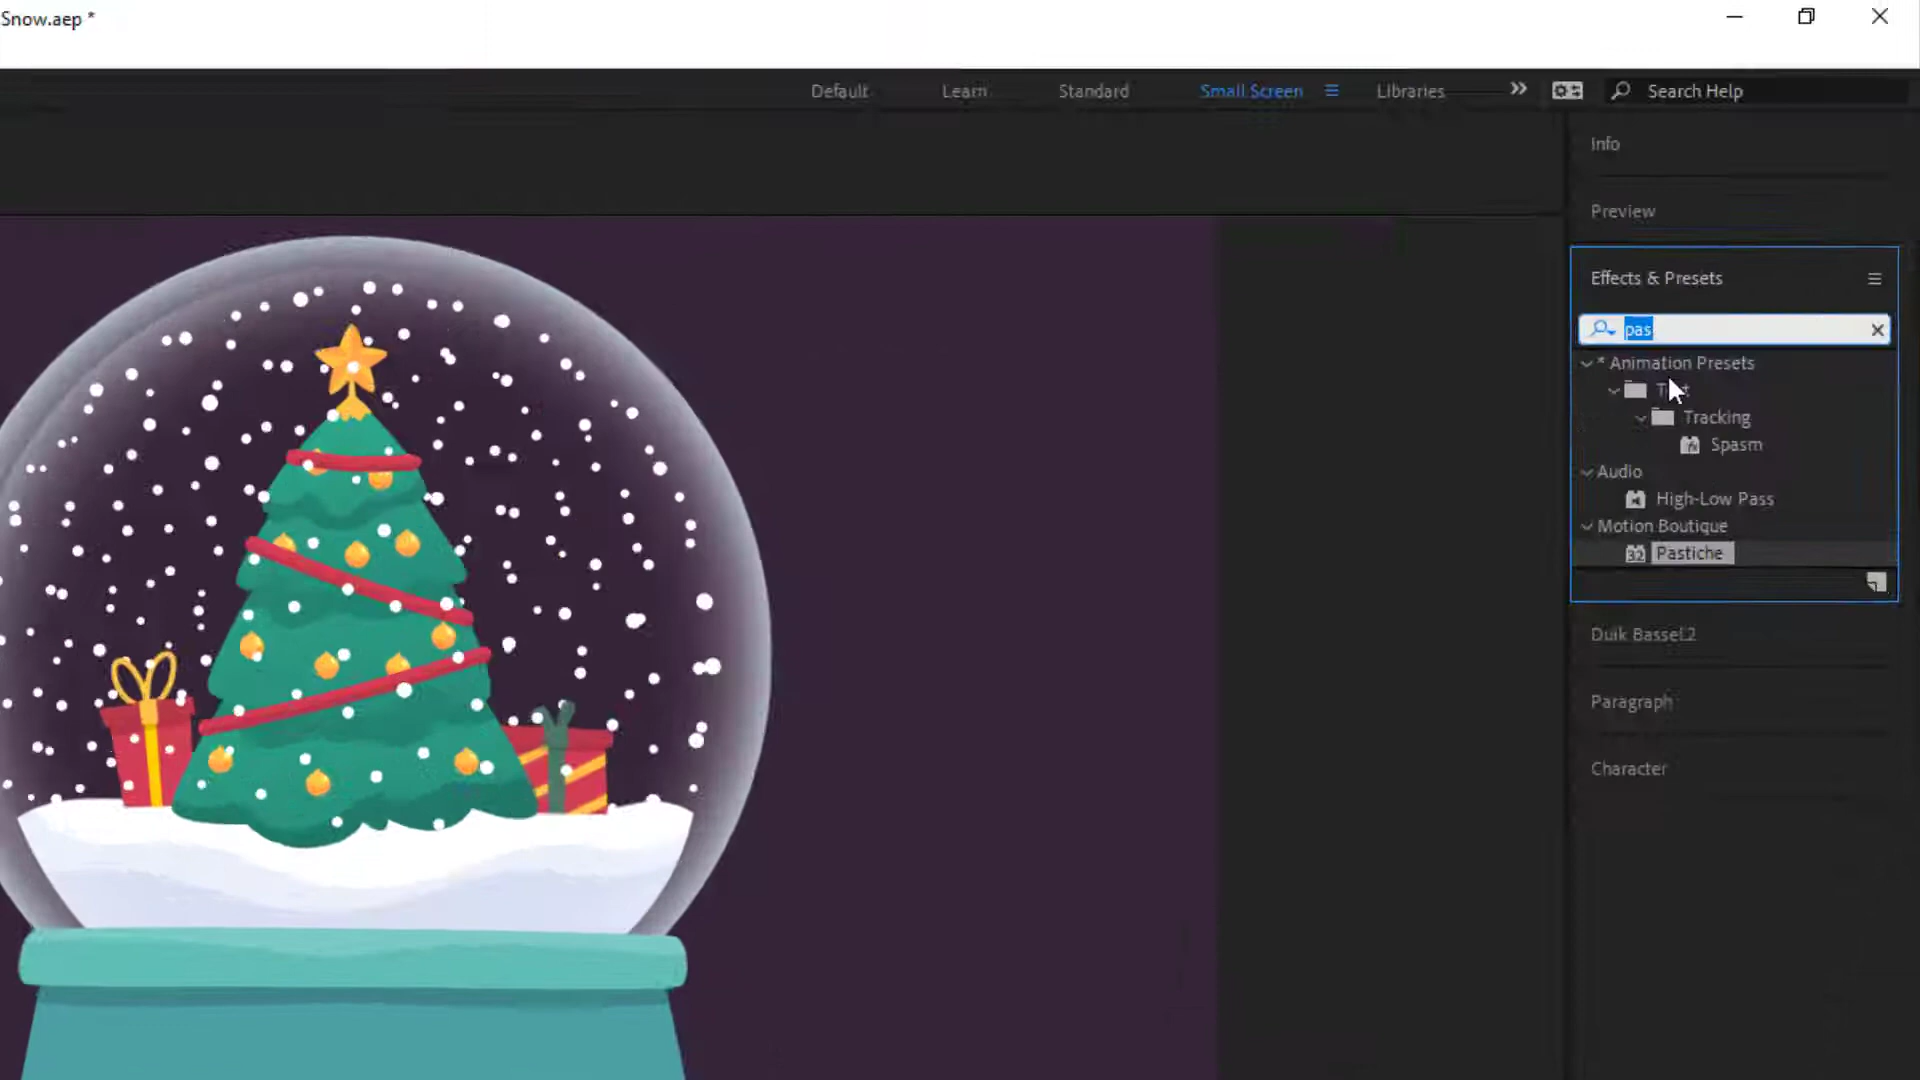 Snow.aep *
Default Learn Standard Small Screen Libraries Search Help
Info
Preview
Effects & Presets
pas
* Animation Presets
Tracking
Spasm
Audio
High-Low Pass
Motion Boutique
32 Pastiche
Duik Bassel.2
Paragraph
Character